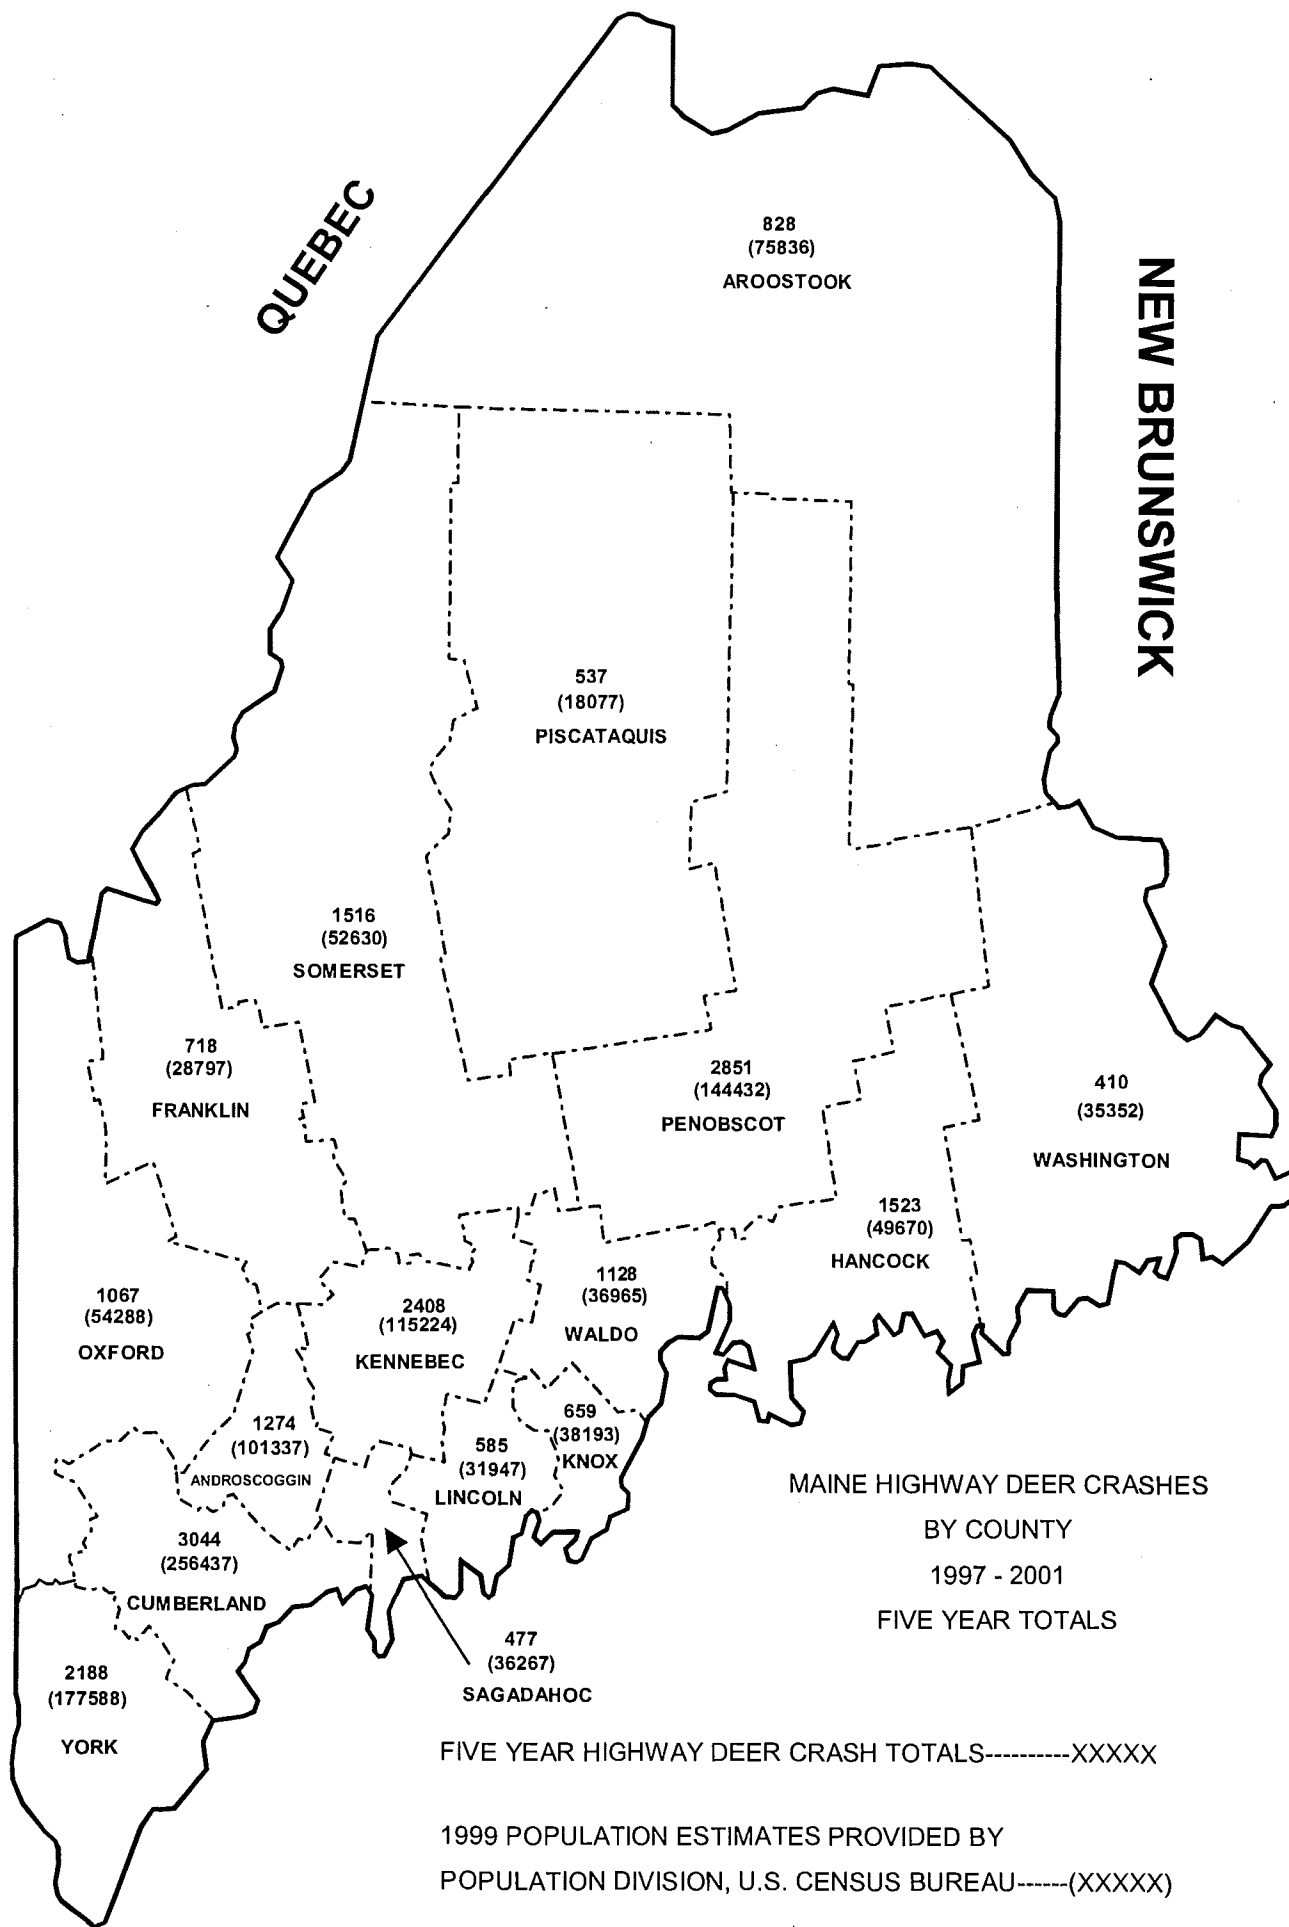 QUEBEC
NEW BRUNSWICK
828
(75836)
AROOSTOOK
537
(18077)
PISCATAQUIS
1516
(52630)
SOMERSET
718
(28797)
FRANKLIN
2851
(144432)
PENOBSCOT
410
(35352)
WASHINGTON
1523
(49670)
HANCOCK
1128
(36965)
WALDO
1067
(54288)
OXFORD
2408
(115224)
KENNEBEC
659
(38193)
KNOX
1274
(101337)
ANDROSCOGGIN
585
(31947)
LINCOLN
3044
(256437)
CUMBERLAND
477
(36267)
SAGADAHOC
2188
(177588)
YORK
MAINE HIGHWAY DEER CRASHES
BY COUNTY
1997 - 2001
FIVE YEAR TOTALS
FIVE YEAR HIGHWAY DEER CRASH TOTALS----------XXXXX
1999 POPULATION ESTIMATES PROVIDED BY
POPULATION DIVISION, U.S. CENSUS BUREAU------(XXXXX)